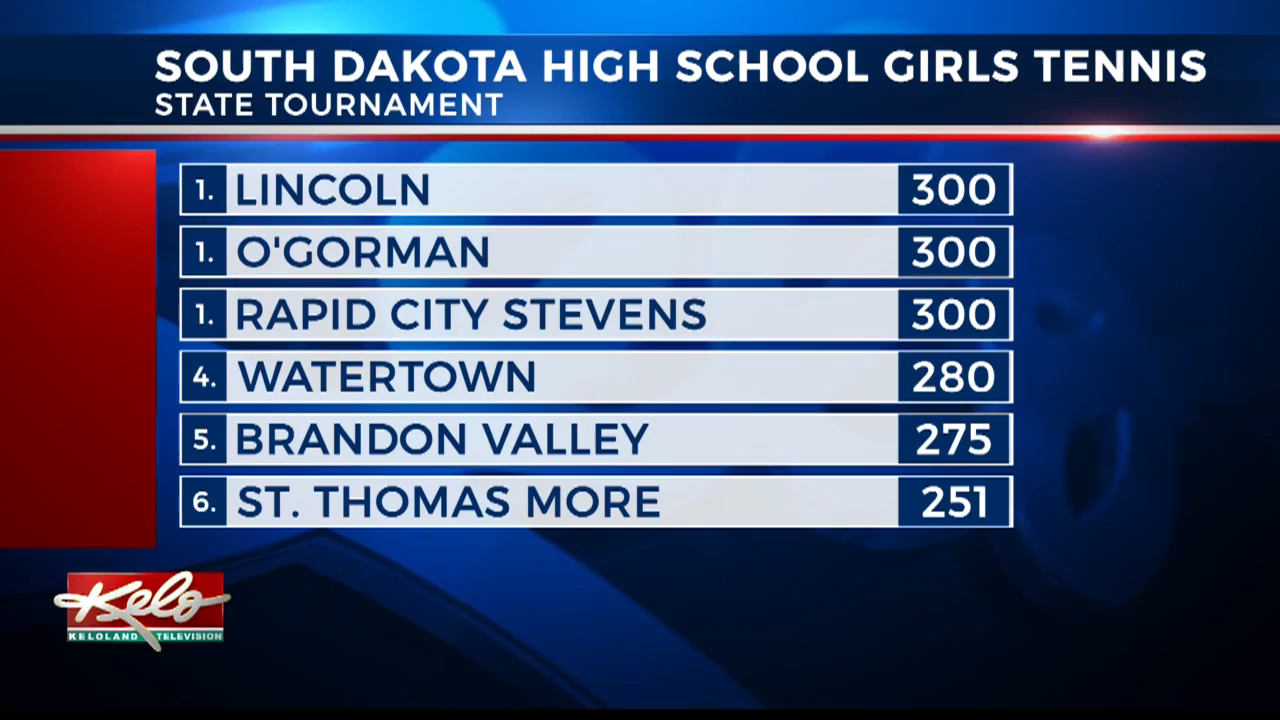 SOUTH DAKOTA HIGH SCHOOL GIRLS TENNIS
STATE TOURNAMENT
1. LINCOLN 300
1. O'GORMAN 300
1. RAPID CITY STEVENS 300
4. WATERTOWN 280
5. BRANDON VALLEY 275
6. ST. THOMAS MORE 251
Kelo
KELOLAND TELEVISION